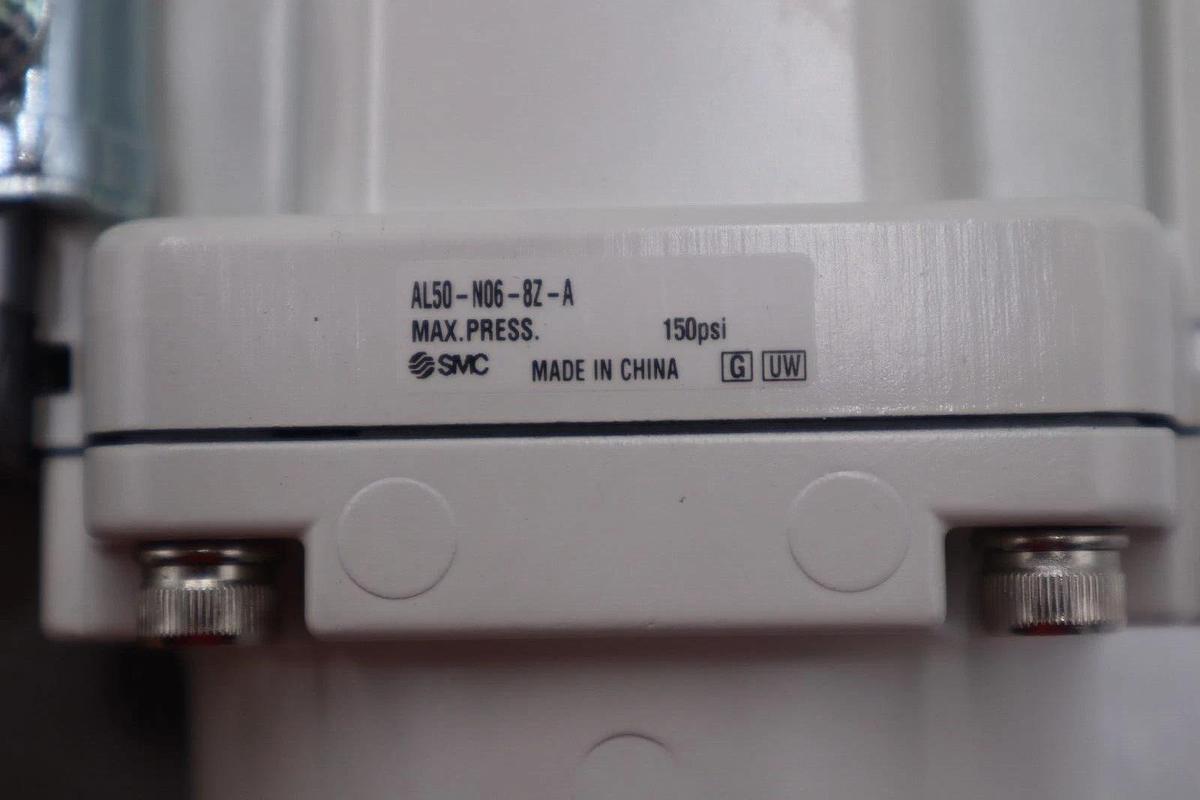 AL50-N06-8Z-A
MAX.PRESS. 150psi
SMC MADE IN CHINA G UW